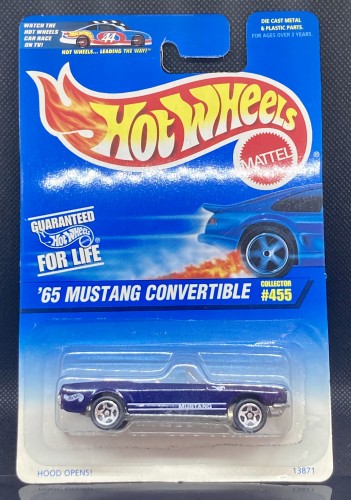 WATCH THE
HOT WHEELS
CAN RACE
ON TV!
44
HOT WHEELS... LEADING THE WAY!™
DIE CAST METAL
& PLASTIC PARTS.
FOR AGES OVER 3 YEARS.
HOT WHEELS
MATTEL
GUARANTEED
Hot Wheels
FOR LIFE
'65 MUSTANG CONVERTIBLE
COLLECTOR
#455
MUSTANG
HOOD OPENS!
13871